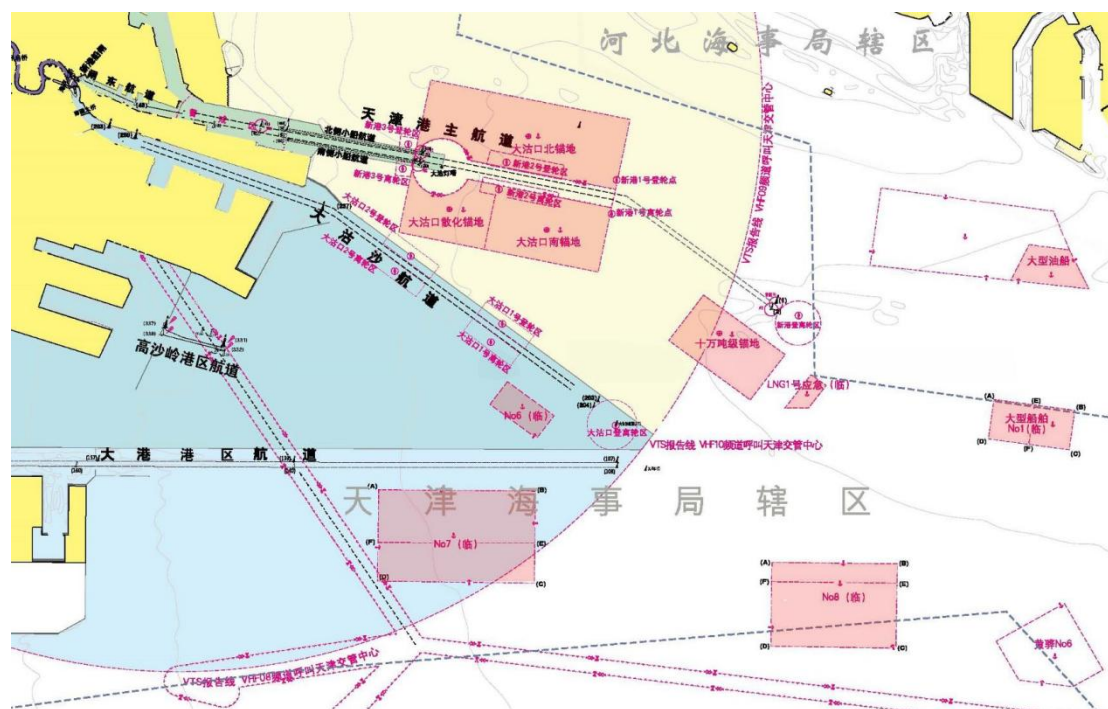 河北海事局辖区
东航道
警戒区
天津港主航道
北侧小船航道
南侧小船航道
新港3号登轮区
新港3号离轮区
大沽灯塔
大沽口北锚地
新港2号登轮区
新港2号离轮区
新港1号登轮点
新港1号离轮点
大沽口散化锚地
大沽口南锚地
VTS报告线 VHF09频道呼叫天津交管中心
大型油船
大沽口2号登轮区
大沽口2号离轮区
大沽沙航道
大沽口1号登轮区
大沽口1号离轮区
十万吨级锚地
新港登离轮区
LNG1号应急（临）
高沙岭港区航道
No6（临）
大沽口登离轮区
(A)
(E)
(B)
大型船舶
No1（临）
(D)
(F)
(C)
VTS报告线 VHF10频道呼叫天津交管中心
大港港区航道
天津海事局辖区
(A)
(B)
(F)
No7（临）
(E)
(D)
(C)
(A)
(B)
(F)
(E)
No8（临）
(D)
(C)
黄骅No6
VTS报告线 VHF08频道呼叫天津交管中心